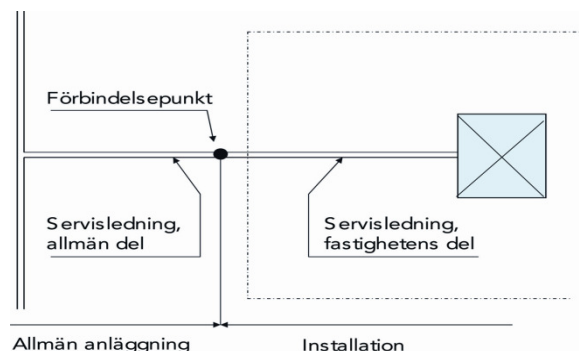 Förbindelsepunkt
Servisledning,
allmän del
Servisledning,
fastighetens del
Allmän anläggning
Installation